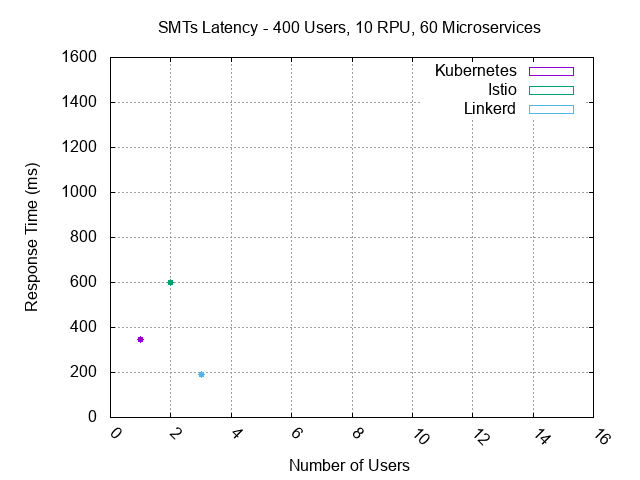 SMTs Latency - 400 Users, 10 RPU, 60 Microservices
1600
1400
1200
1000
800
600
400
200
0
Response Time (ms)
Kubernetes
Istio
Linkerd
0 2 4 6 8 10 12 14 16
Number of Users